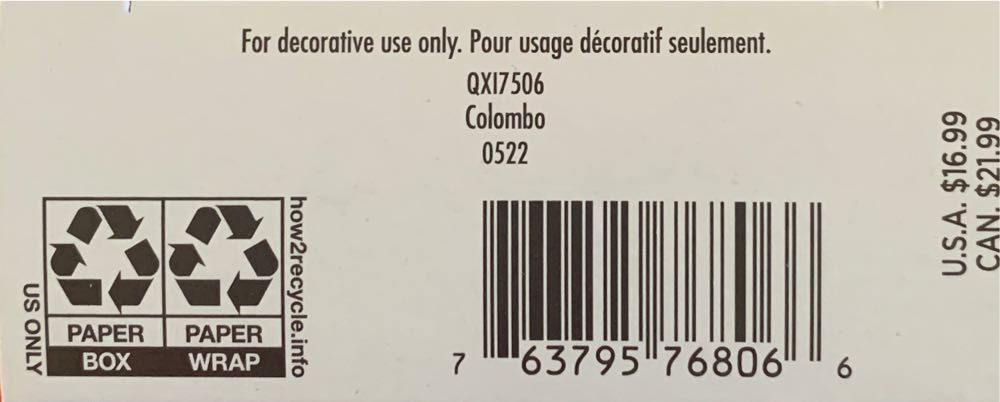 For decorative use only. Pour usage décoratif seulement.
QXI7506
Colombo
0522
U.S.A. $16.99
CAN. $21.99
how2recycle.info
US ONLY
PAPER PAPER
BOX WRAP
7 63795 76806 6